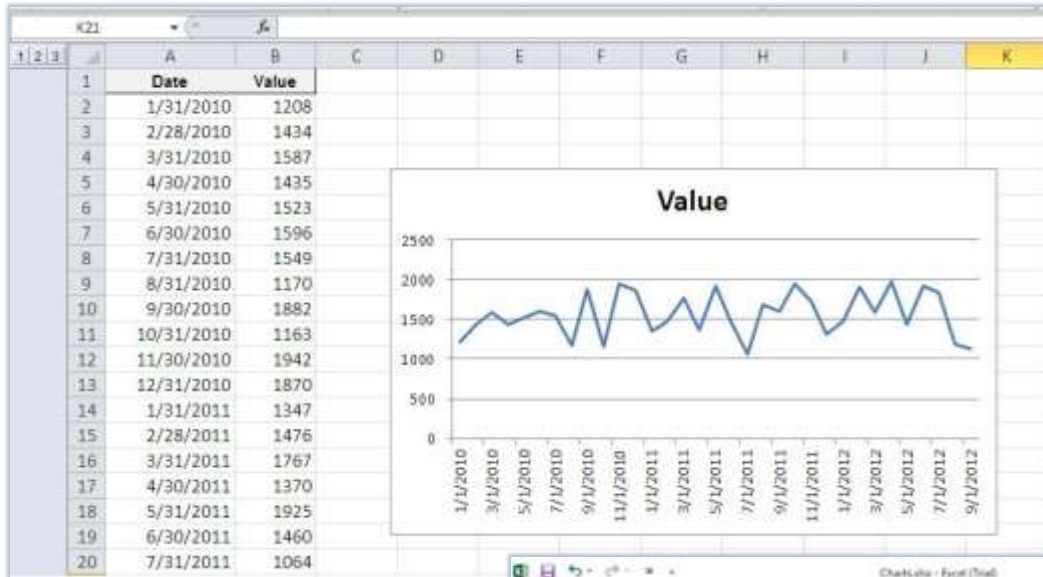 K21 fx
1 2 3 A B C D E F G H I J K
1 Date Value
2 1/31/2010 1208
3 2/28/2010 1434
4 3/31/2010 1587
5 4/30/2010 1435
6 5/31/2010 1523
7 6/30/2010 1596
8 7/31/2010 1549
9 8/31/2010 1170
10 9/30/2010 1882
11 10/31/2010 1163
12 11/30/2010 1942
13 12/31/2010 1870
14 1/31/2011 1347
15 2/28/2011 1476
16 3/31/2011 1767
17 4/30/2011 1370
18 5/31/2011 1925
19 6/30/2011 1460
20 7/31/2011 1064
Value
2500
2000
1500
1000
500
0
1/1/2010
3/1/2010
5/1/2010
7/1/2010
9/1/2010
11/1/2010
1/1/2011
3/1/2011
5/1/2011
7/1/2011
9/1/2011
11/1/2011
1/1/2012
3/1/2012
5/1/2012
7/1/2012
9/1/2012
Charts.xlsx - Excel (Trial)